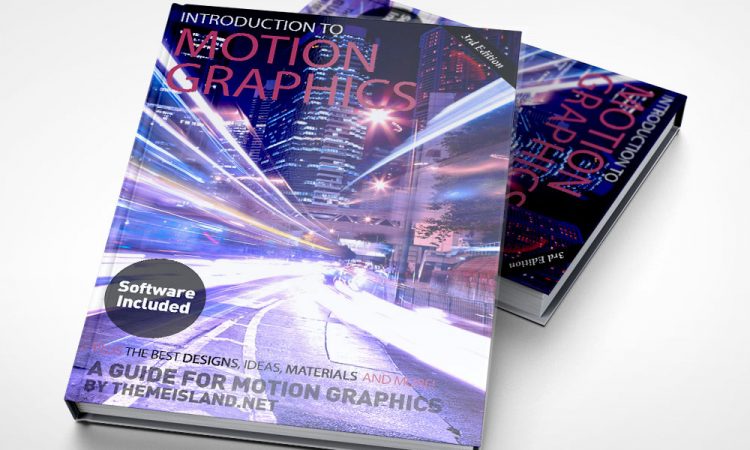 INTRODUCTION TO
MOTION
GRAPHICS
3rd Edition
Software
Included
THE BEST DESIGNS, IDEAS, MATERIALS AND MORE!
A GUIDE FOR MOTION GRAPHICS
BY THEMEISLAND.NET
INTRODUCTION TO
MOTION
GRAPHICS
3rd Edition